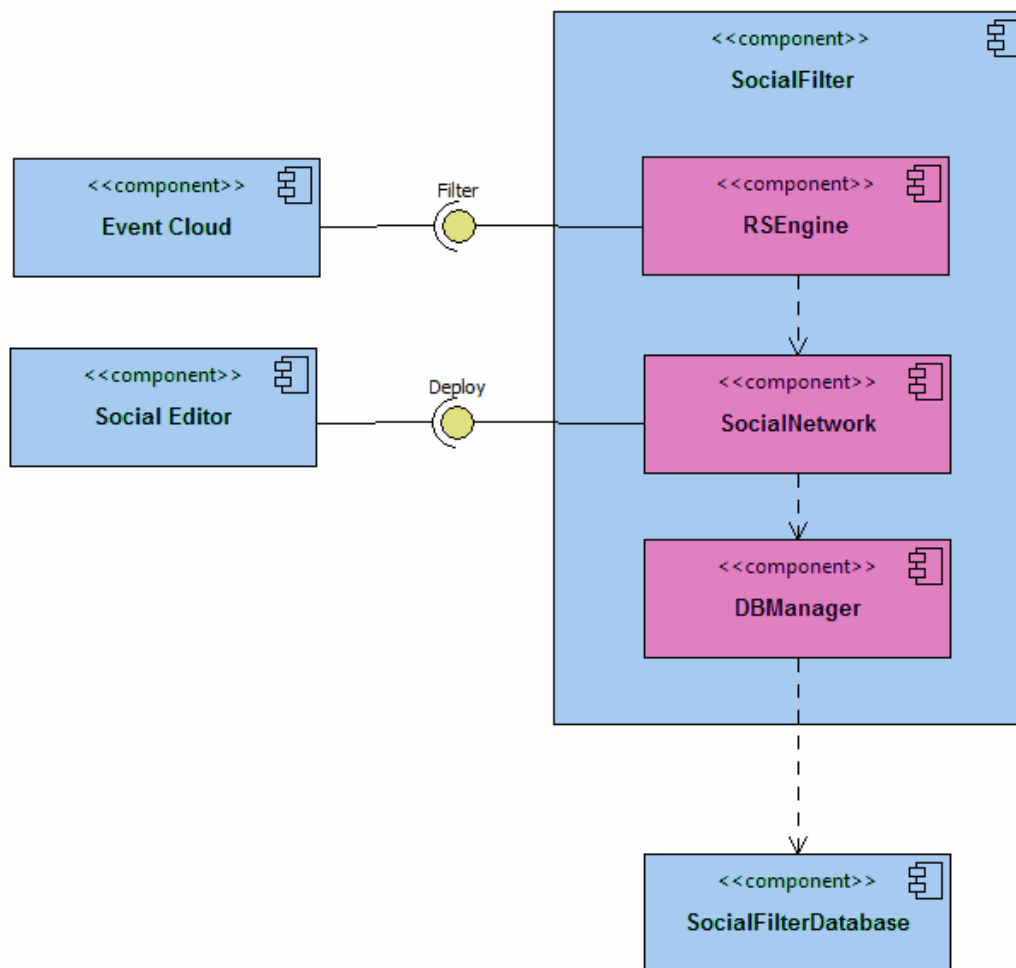 <<component>>
SocialFilter
<<component>>
Event Cloud
Filter
<<component>>
RSEngine
<<component>>
Social Editor
Deploy
<<component>>
SocialNetwork
<<component>>
DBManager
<<component>>
SocialFilterDatabase